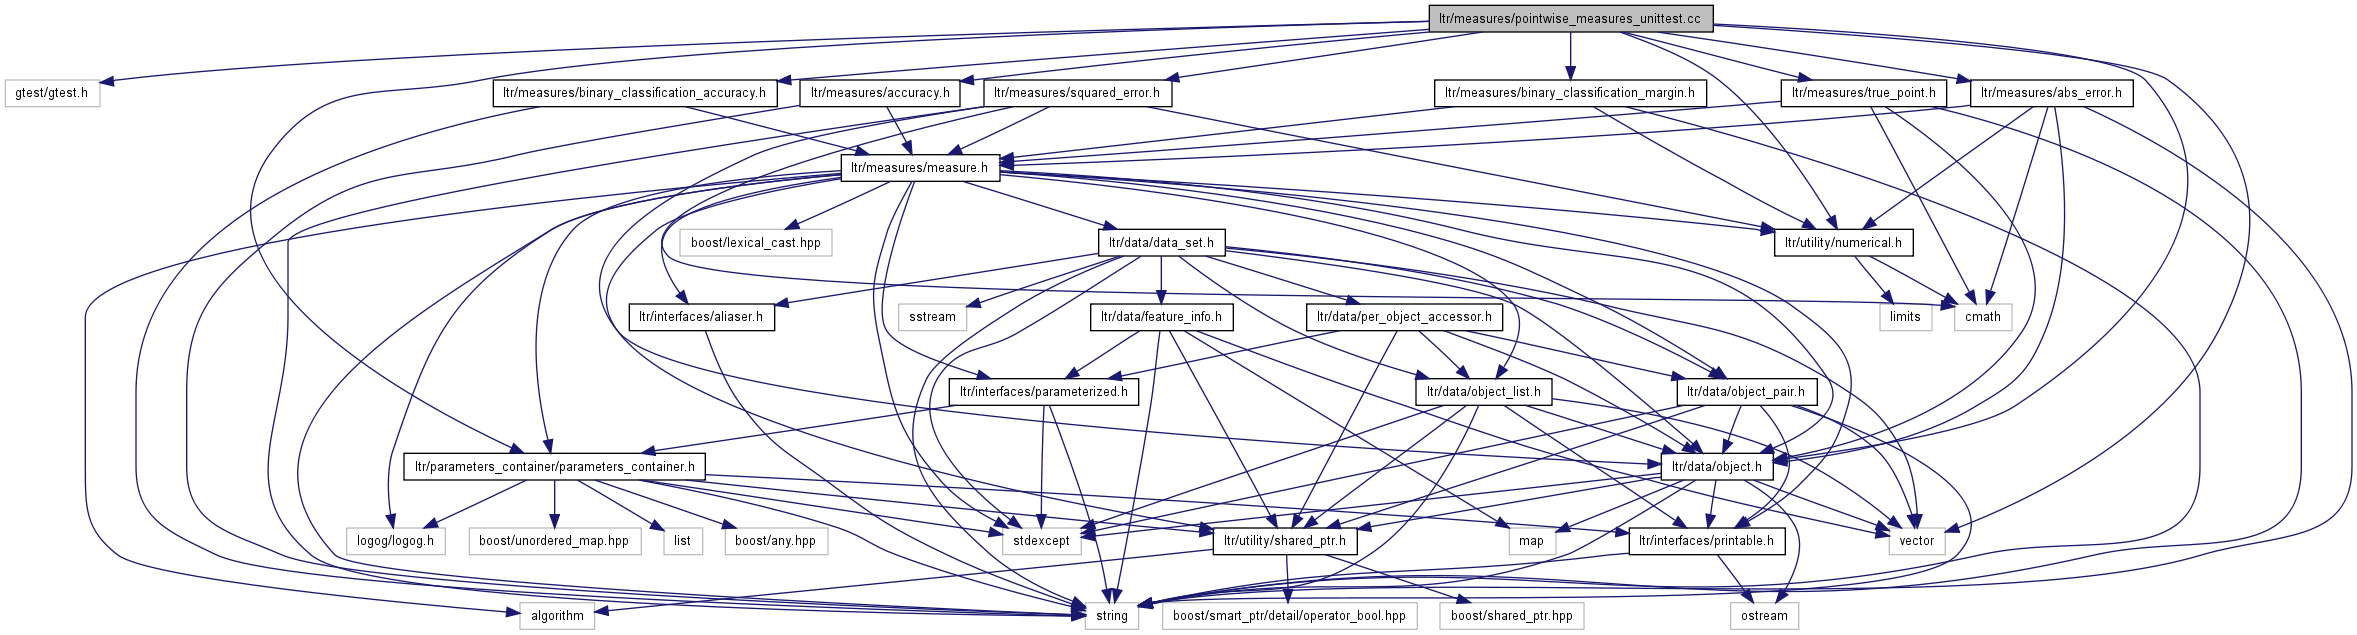 ltr/measures/pointwise_measures_unittest.cc
gtest/gtest.h
ltr/measures/binary_classification_accuracy.h
ltr/measures/accuracy.h
ltr/measures/squared_error.h
ltr/measures/binary_classification_margin.h
ltr/measures/true_point.h
ltr/measures/abs_error.h
ltr/measures/measure.h
boost/lexical_cast.hpp
ltr/data/data_set.h
ltr/utility/numerical.h
ltr/interfaces/aliaser.h
sstream
ltr/data/feature_info.h
ltr/data/per_object_accessor.h
limits
cmath
ltr/interfaces/parameterized.h
ltr/data/object_list.h
ltr/data/object_pair.h
ltr/parameters_container/parameters_container.h
ltr/data/object.h
logog/logog.h
boost/unordered_map.hpp
list
boost/any.hpp
stdexcept
ltr/utility/shared_ptr.h
map
ltr/interfaces/printable.h
vector
algorithm
string
boost/smart_ptr/detail/operator_bool.hpp
boost/shared_ptr.hpp
ostream